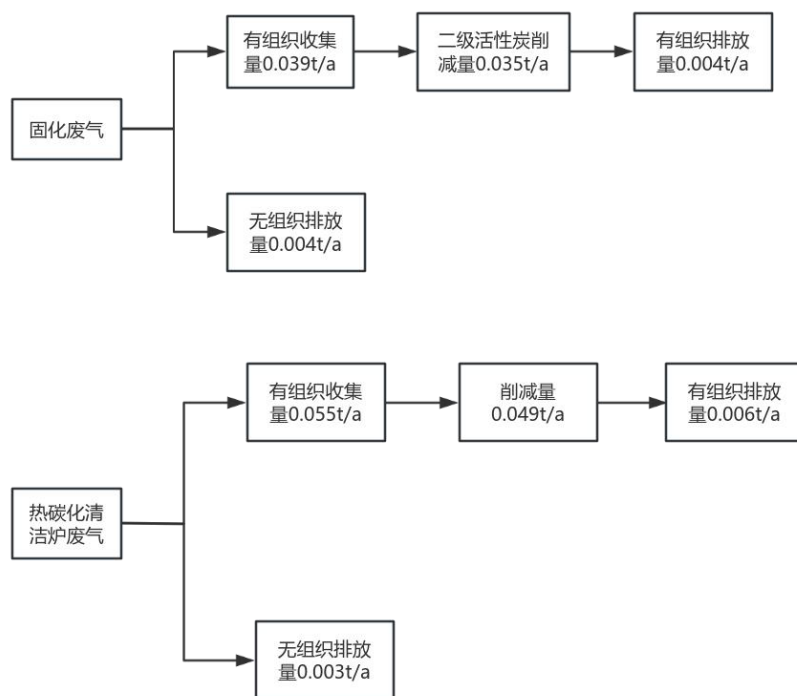 固化废气
有组织收集
量0.039t/a
二级活性炭削
减量0.035t/a
有组织排放
量0.004t/a
无组织排放
量0.004t/a
热碳化清
洁炉废气
有组织收集
量0.055t/a
削减量
0.049t/a
有组织排放
量0.006t/a
无组织排放
量0.003t/a